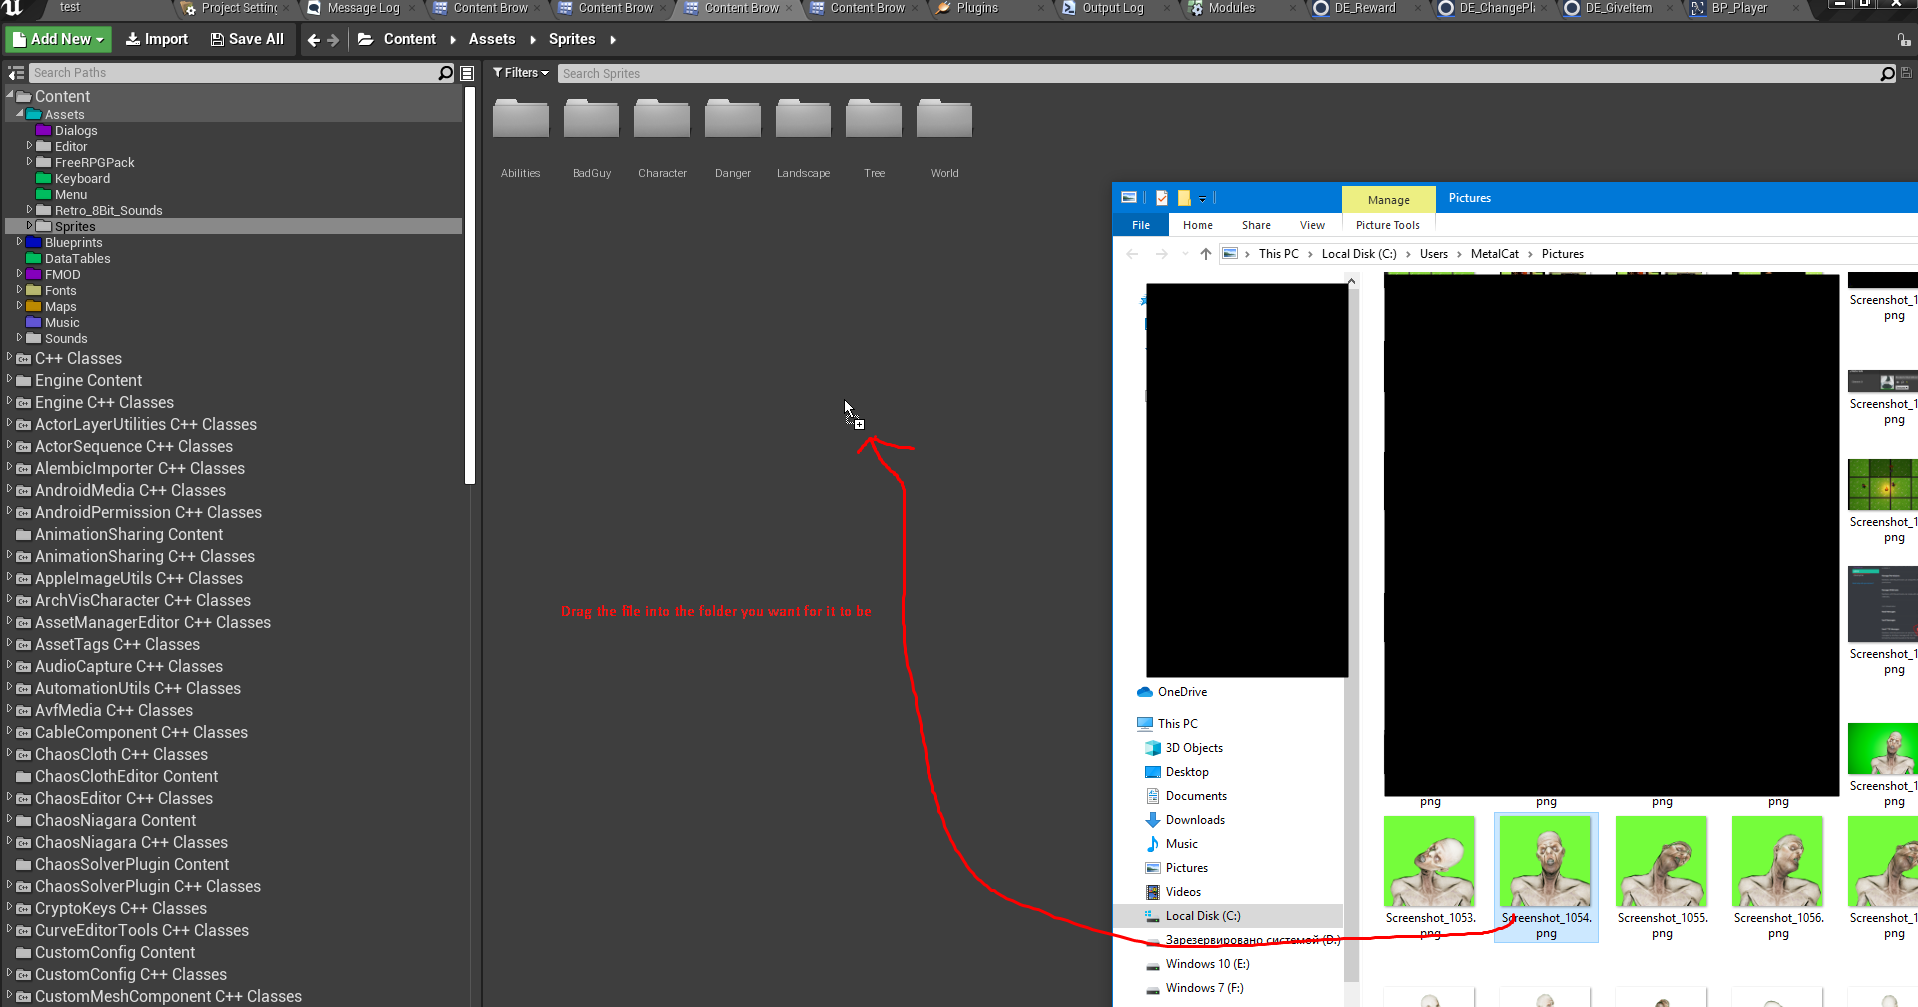 test
Project Setting
Message Log
Content Brow
Content Brow
Content Brow
Content Brow
Plugins
Output Log
Modules
DE_Reward
DE_ChangePl
DE_GiveItem
BP_Player
Add New
Import
Save All
Content
Assets
Sprites
Search Paths
Filters
Search Sprites
Content
Assets
Dialogs
Editor
FreeRPGPack
Keyboard
Menu
Retro_8Bit_Sounds
Sprites
Blueprints
DataTables
FMOD
Fonts
Maps
Music
Sounds
C++ Classes
Engine Content
Engine C++ Classes
ActorLayerUtilities C++ Classes
ActorSequence C++ Classes
AlembicImporter C++ Classes
AndroidMedia C++ Classes
AndroidPermission C++ Classes
AnimationSharing Content
AnimationSharing C++ Classes
AppleImageUtils C++ Classes
ArchVisCharacter C++ Classes
AssetManagerEditor C++ Classes
AssetTags C++ Classes
AudioCapture C++ Classes
AutomationUtils C++ Classes
AvfMedia C++ Classes
CableComponent C++ Classes
ChaosCloth C++ Classes
ChaosClothEditor Content
ChaosEditor C++ Classes
ChaosNiagara Content
ChaosNiagara C++ Classes
ChaosSolverPlugin Content
ChaosSolverPlugin C++ Classes
CryptoKeys C++ Classes
CurveEditorTools C++ Classes
CustomConfig Content
CustomConfig C++ Classes
CustomMeshComponent C++ Classes
Abilities
BadGuy
Character
Danger
Landscape
Tree
World
Drag the file into the folder you want for it to be
Manage
Pictures
File
Home
Share
View
Picture Tools
This PC
Local Disk (C:)
Users
MetalCat
Pictures
OneDrive
This PC
3D Objects
Desktop
Documents
Downloads
Music
Pictures
Videos
Local Disk (C:)
Зарезервировано системой (D:)
Windows 10 (E:)
Windows 7 (F:)
Screenshot_1
png
Screenshot_1
png
Screenshot_1
png
Screenshot_1
png
Screenshot_1
png
png
png
png
png
Screenshot_1053.
png
Screenshot_1054.
png
Screenshot_1055.
png
Screenshot_1056.
png
Screenshot_1
png